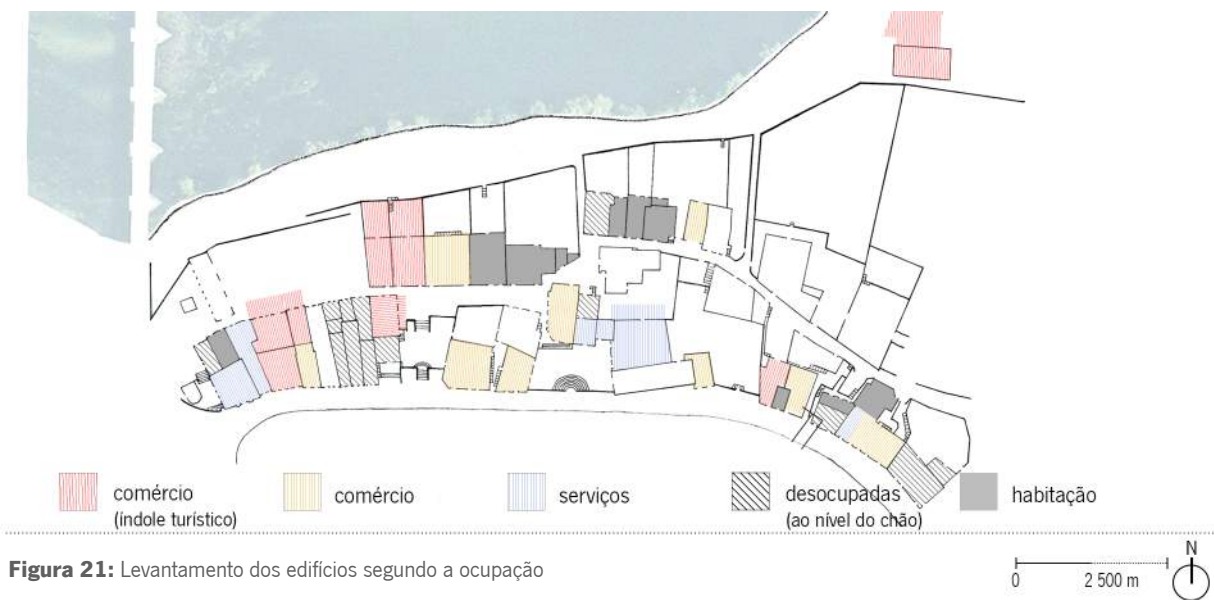 comércio
(índole turístico)
comércio
serviços
desocupadas
(ao nível do chão)
habitação
Figura 21: Levantamento dos edifícios segundo a ocupação
0 2 500 m
N